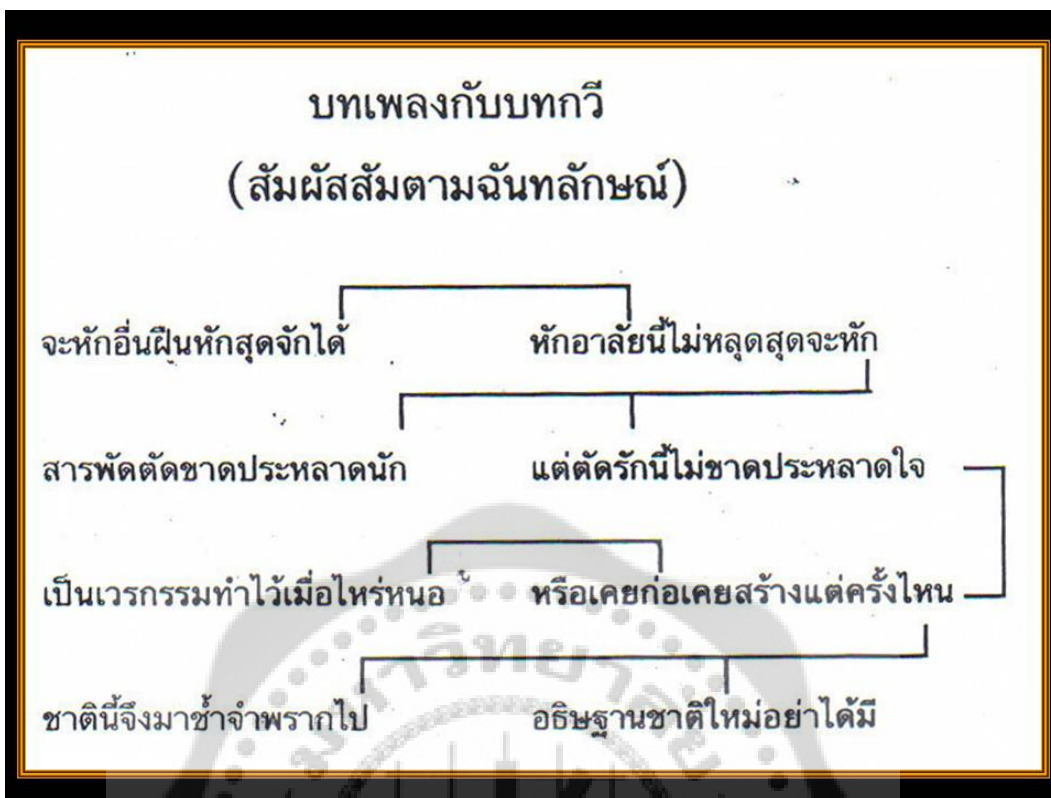 บทเพลงกับบทกวี
(สัมผัสสัมตามฉันทลักษณ์)
จะหักอื่นฝืนหักสุดจักได้ หักอาลัยนี้ไม่หลุดสุดจะหัก
สารพัดตัดขาดประหลาดนัก แต่ตัดรักนี้ไม่ขาดประหลาดใจ
เป็นเวรกรรมทำไว้เมื่อไหร่หนอ หรือเคยก่อเคยสร้างแต่ครั้งไหน
ชาตินี้จึงมาช้ำจำพรากไป อธิษฐานชาติใหม่อย่าได้มี